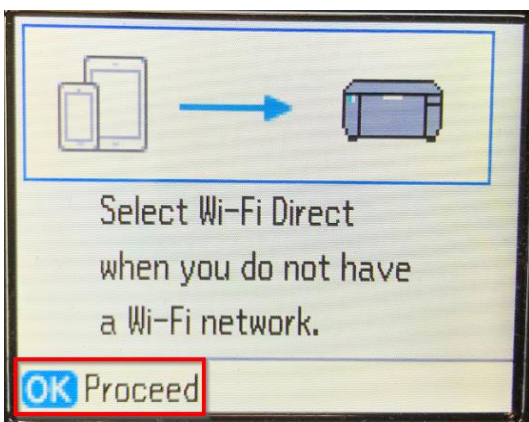 Select Wi-Fi Direct
when you do not have
a Wi-Fi network.
OK Proceed